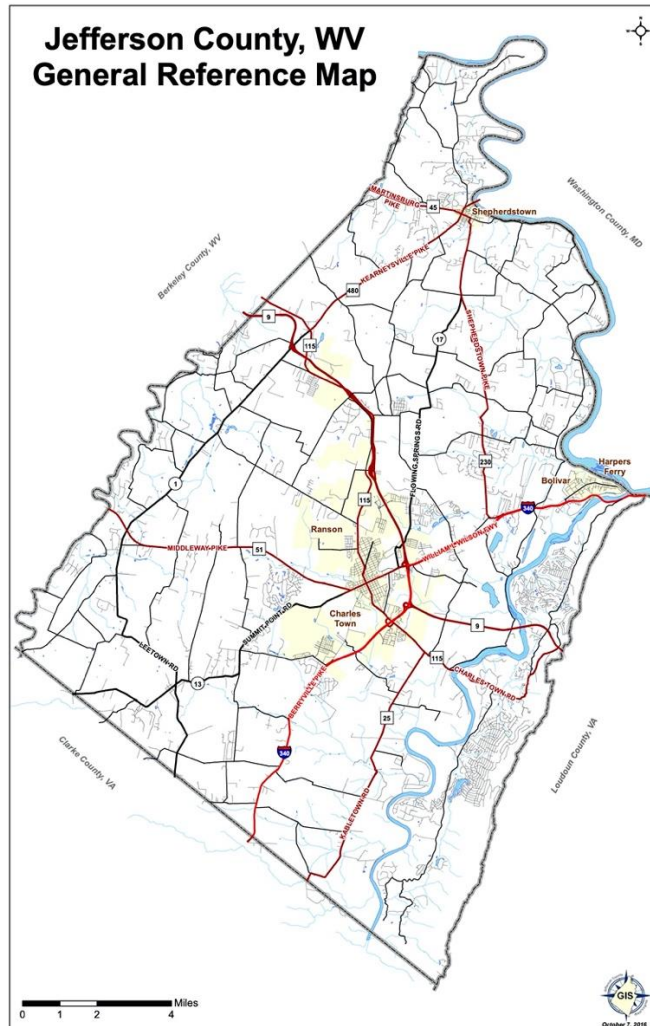 Jefferson County, WV
General Reference Map
N
MARTINSBURG
PIKE
45
Shepherdstown
Washington County, MD
KEARNEYSVILLE PIKE
Berkeley County, WV
480
9
115
17
SHEPHERDSTOWN PIKE
FLOWING SPRINGS RD
230
Harpers
Ferry
Bolivar
1
115
340
Ranson
WILLIAM L WILSON FWY
MIDDLEWAY PIKE
51
SUMMIT POINT RD
Charles
Town
9
115
CHARLES TOWN RD
LEETOWN RD
13
BERRYVILLE PIKE
25
340
KABLETOWN RD
Clarke County, VA
Loudoun County, VA
0 1 2 4 Miles
GIS
October 7, 2016